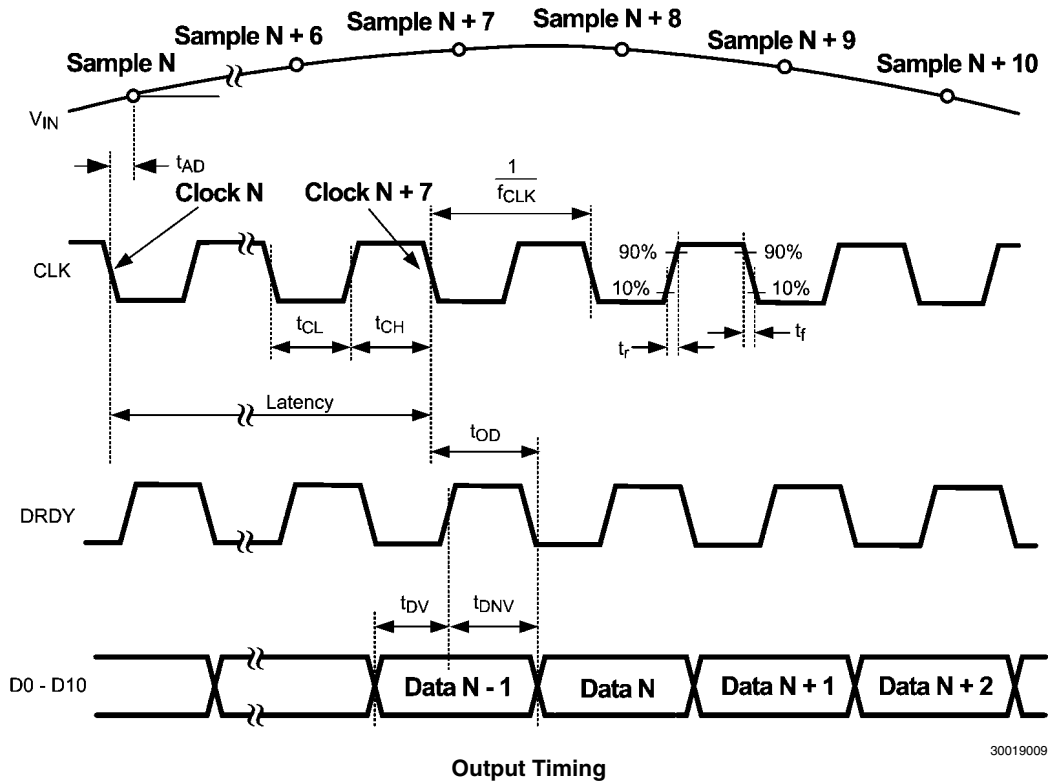 Sample N
Sample N + 6
Sample N + 7
Sample N + 8
Sample N + 9
Sample N + 10
VIN
tAD
Clock N
Clock N + 7
1
fCLK
CLK
90%
90%
10%
10%
tCL
tCH
tr
tf
Latency
tOD
DRDY
tDV
tDNV
D0 - D10
Data N - 1
Data N
Data N + 1
Data N + 2
30019009
Output Timing